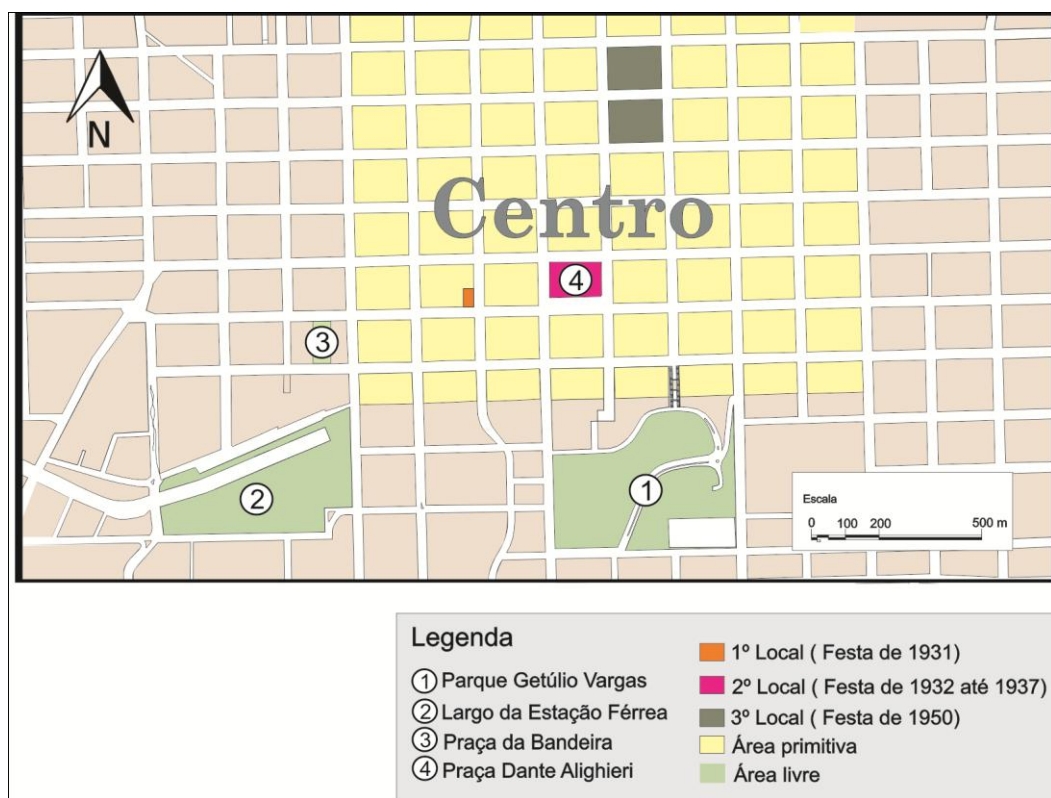 N
Centro
4
3
2
1
Escala
0 100 200 500 m
Legenda
1 Parque Getúlio Vargas
2 Largo da Estação Férrea
3 Praça da Bandeira
4 Praça Dante Alighieri
1º Local ( Festa de 1931)
2º Local ( Festa de 1932 até 1937)
3º Local ( Festa de 1950)
Área primitiva
Área livre